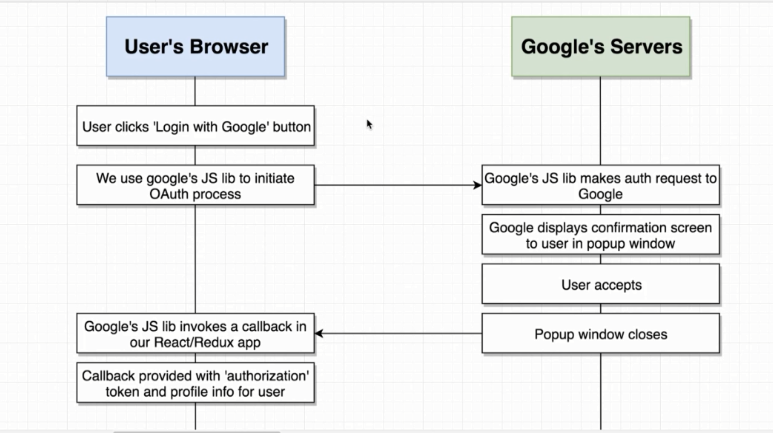 User's Browser
Google's Servers
User clicks 'Login with Google' button
We use google's JS lib to initiate
OAuth process
Google's JS lib makes auth request to
Google
Google displays confirmation screen
to user in popup window
User accepts
Google's JS lib invokes a callback in
our React/Redux app
Popup window closes
Callback provided with 'authorization'
token and profile info for user